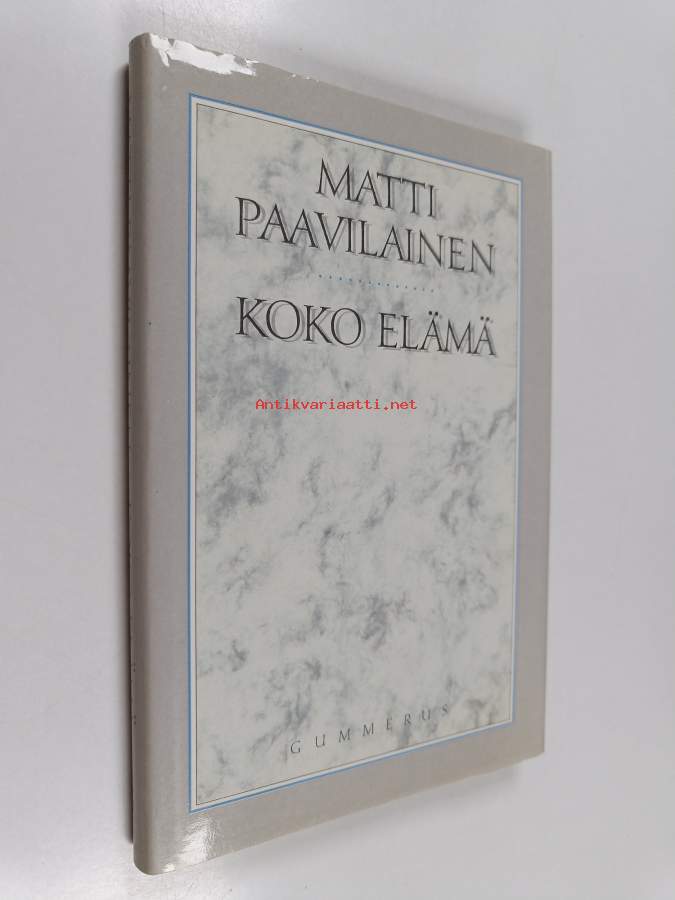 MATTI
PAAVILAINEN
KOKO ELÄMÄ
Antikvariaatti.net
GUMMERUS